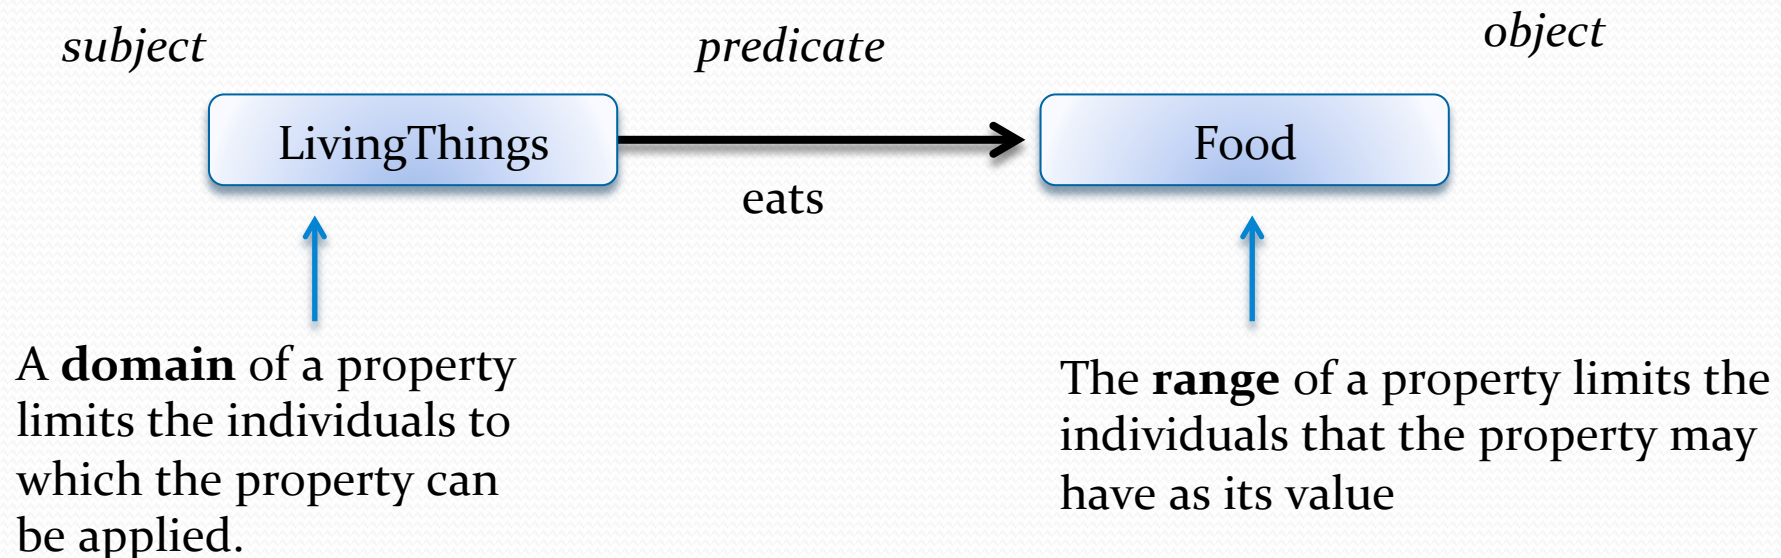 subject
predicate
object
LivingThings
Food
eats
A domain of a property
limits the individuals to
which the property can
be applied.
The range of a property limits the
individuals that the property may
have as its value